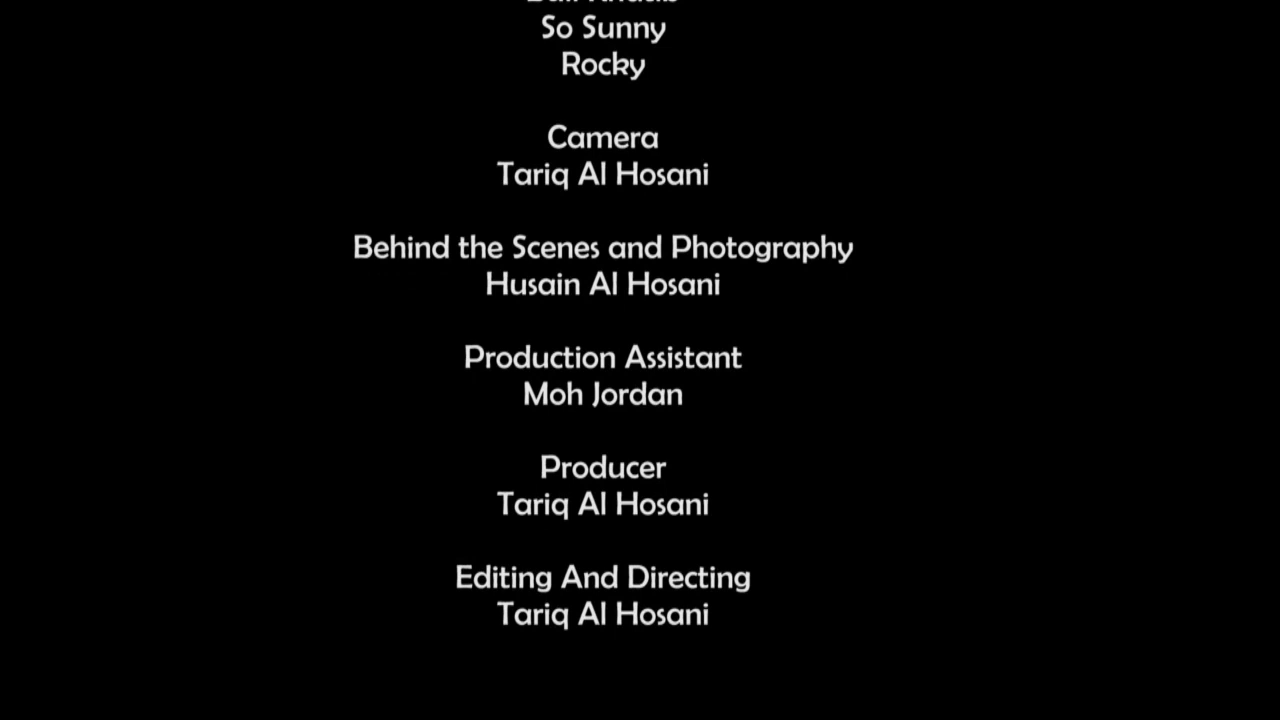 So Sunny
Rocky
Camera
Tariq Al Hosani
Behind the Scenes and Photography
Husain Al Hosani
Production Assistant
Moh Jordan
Producer
Tariq Al Hosani
Editing And Directing
Tariq Al Hosani